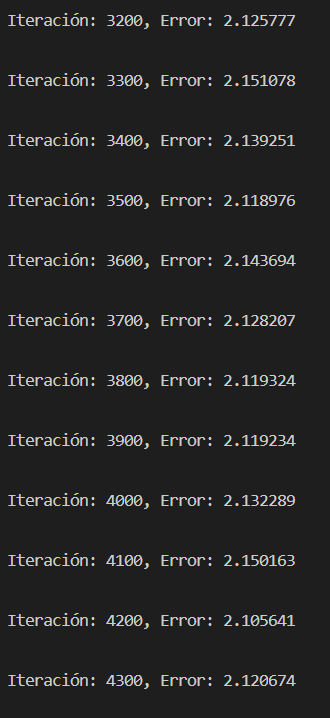 Iteración: 3200, Error: 2.125777
Iteración: 3300, Error: 2.151078
Iteración: 3400, Error: 2.139251
Iteración: 3500, Error: 2.118976
Iteración: 3600, Error: 2.143694
Iteración: 3700, Error: 2.128207
Iteración: 3800, Error: 2.119324
Iteración: 3900, Error: 2.119234
Iteración: 4000, Error: 2.132289
Iteración: 4100, Error: 2.150163
Iteración: 4200, Error: 2.105641
Iteración: 4300, Error: 2.120674